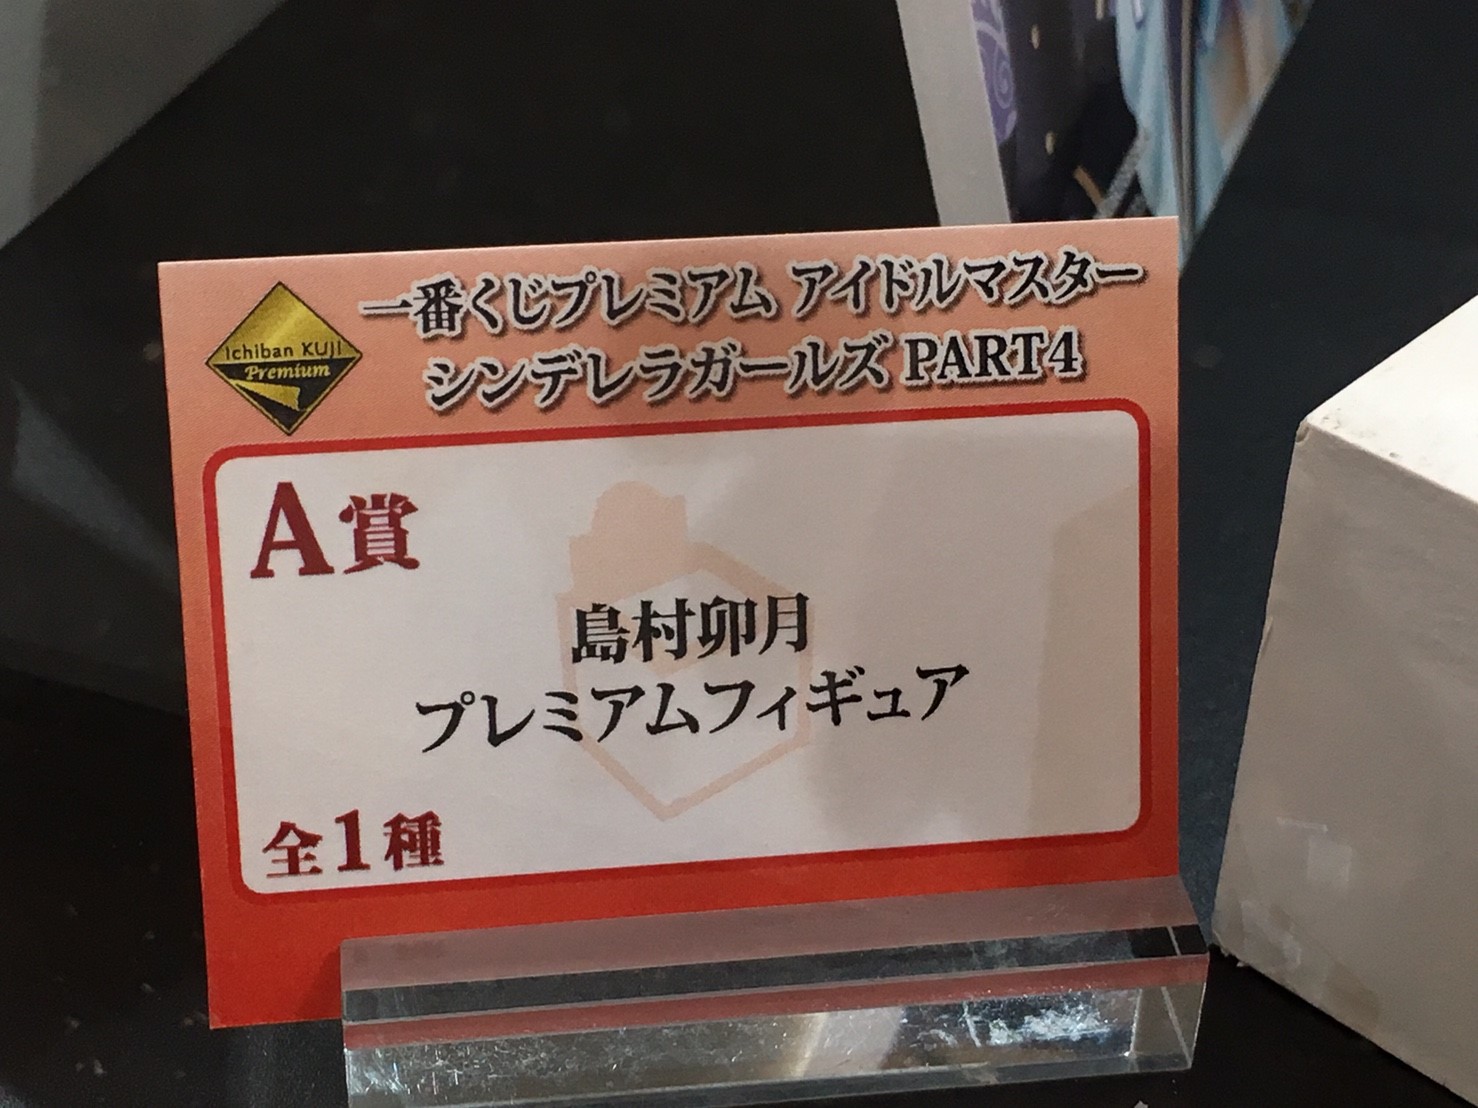 Ichiban KUJI
Premium
一番くじプレミアム アイドルマスター
シンデレラガールズ PART4
A賞
島村卯月
プレミアムフィギュア
全1種